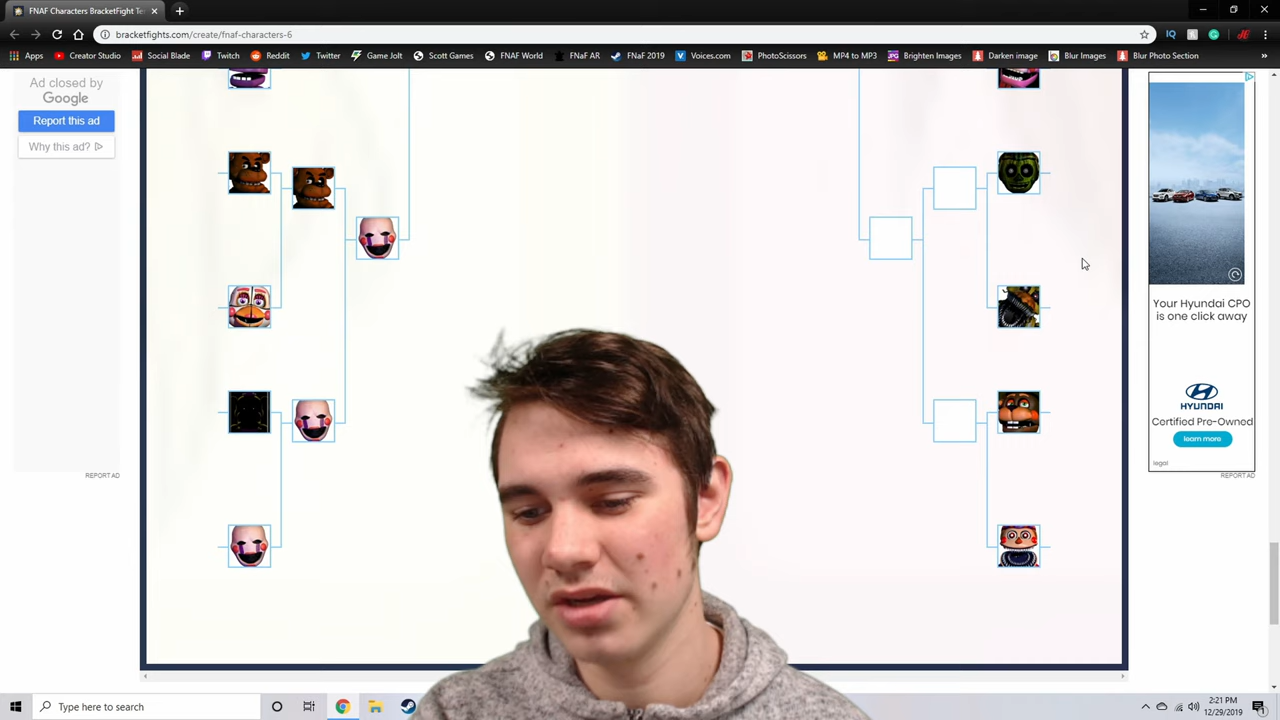 FNAF Characters BracketFight Te
bracketfights.com/create/fnaf-characters-6
Apps
Creator Studio
Social Blade
Twitch
Reddit
Twitter
Game Jolt
Scott Games
FNAF World
FNaF AR
FNaF 2019
Voices.com
PhotoScissors
MP4 to MP3
Brighten Images
Darken image
Blur Images
Blur Photo Section
Ad closed by
Google
Report this ad
Why this ad?
REPORT AD
Your Hyundai CPO
is one click away
HYUNDAI
Certified Pre-Owned
learn more
legal
REPORT AD
Type here to search
2:21 PM
12/29/2019